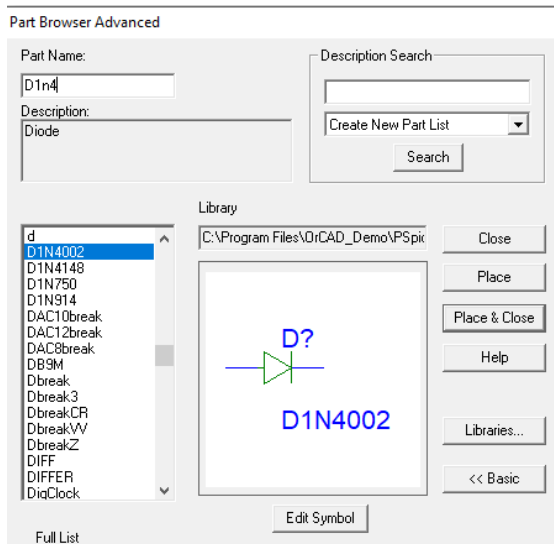 Part Browser Advanced
Part Name:
D1n4
Description:
Diode
Description Search
Create New Part List
Search
Library
C:\Program Files\OrCAD_Demo\PSpic
d
D1N4002
D1N4148
D1N750
D1N914
DAC10break
DAC12break
DAC8break
DB9M
Dbreak
Dbreak3
DbreakCR
DbreakVV
DbreakZ
DIFF
DIFFER
DigClock
Full List
D?
D1N4002
Edit Symbol
Close
Place
Place & Close
Help
Libraries...
<< Basic